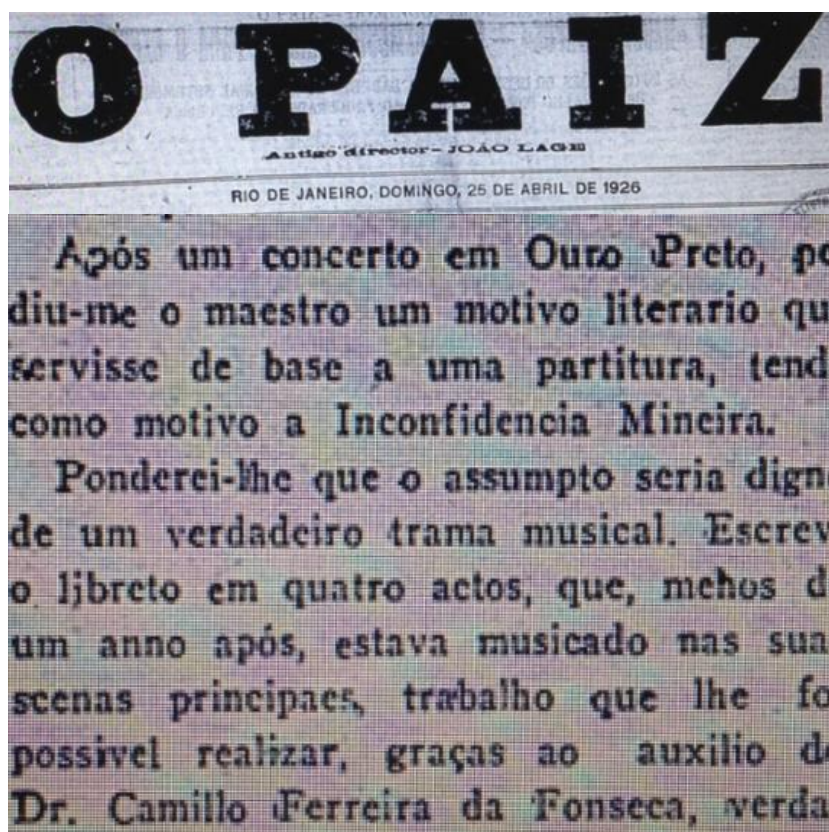 O PAIZ
Antigo director - JOÃO LAGE
RIO DE JANEIRO, DOMINGO, 25 DE ABRIL DE 1926
Após um concerto em Ouro Preto, pe
diu-me o maestro um motivo literario qu
servisse de base a uma partitura, tend
como motivo a Inconfidencia Mineira.
Ponderei-lhe que o assumpto seria dign
de um verdadeiro trama musical. Escrev
o libreto em quatro actos, que, menos d
um anno após, estava musicado nas sua
scenas principaes, trabalho que lhe fo
possivel realizar, graças ao auxilio d
Dr. Camillo Ferreira da Fonseca, verda